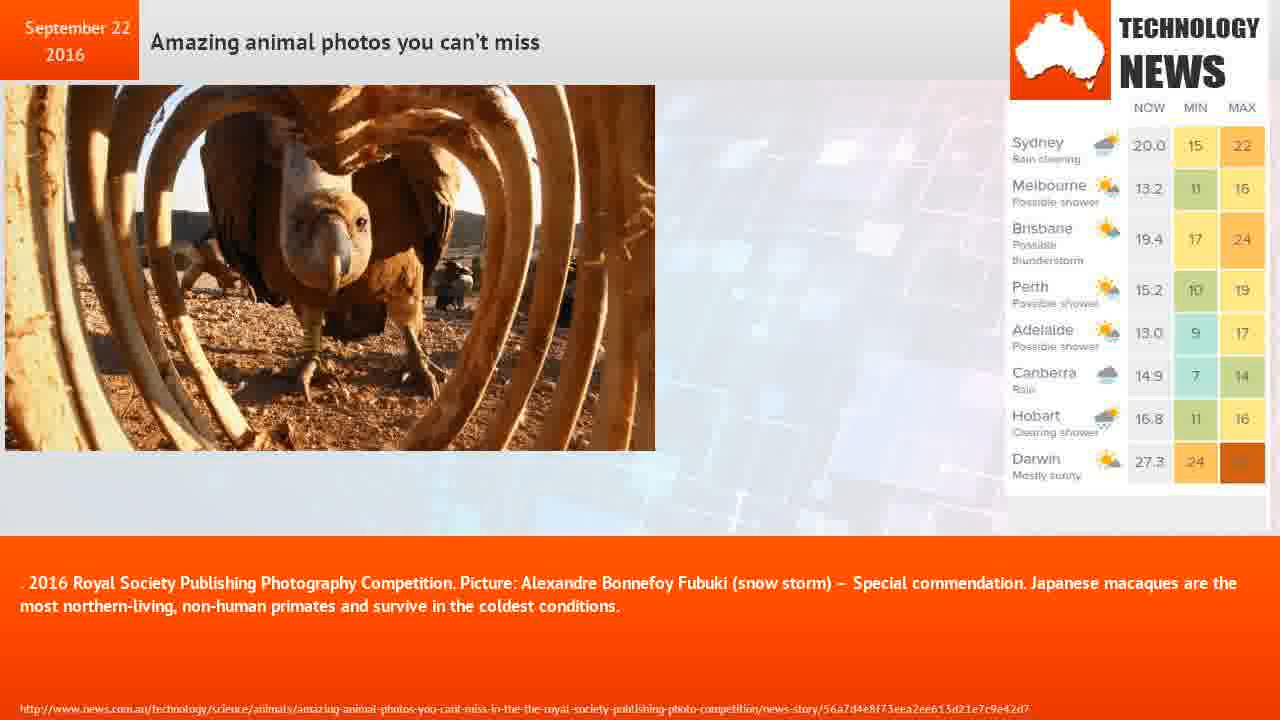 September 22
2016
Amazing animal photos you can't miss
TECHNOLOGY
NEWS
NOW MIN MAX
Sydney 20.0 15 22
Rain clearing
Melbourne 13.2 11 16
Possible shower
Brisbane 19.4 17 24
Possible
thunderstorm
Perth 15.2 10 19
Possible shower
Adelaide 13.0 9 17
Possible shower
Canberra 14.9 7 14
Rain
Hobart 16.8 11 16
Clearing shower
Darwin 27.3 24
Mostly sunny
. 2016 Royal Society Publishing Photography Competition. Picture: Alexandre Bonnefoy Fubuki (snow storm) – Special commendation. Japanese macaques are the
most northern-living, non-human primates and survive in the coldest conditions.
http://www.news.com.au/technology/science/animals/amazing-animal-photos-you-cant-miss-in-the-the-royal-society-publishing-photo-competition/news-story/56a7d4e8f73eea2ee613d21e7c9e42d7